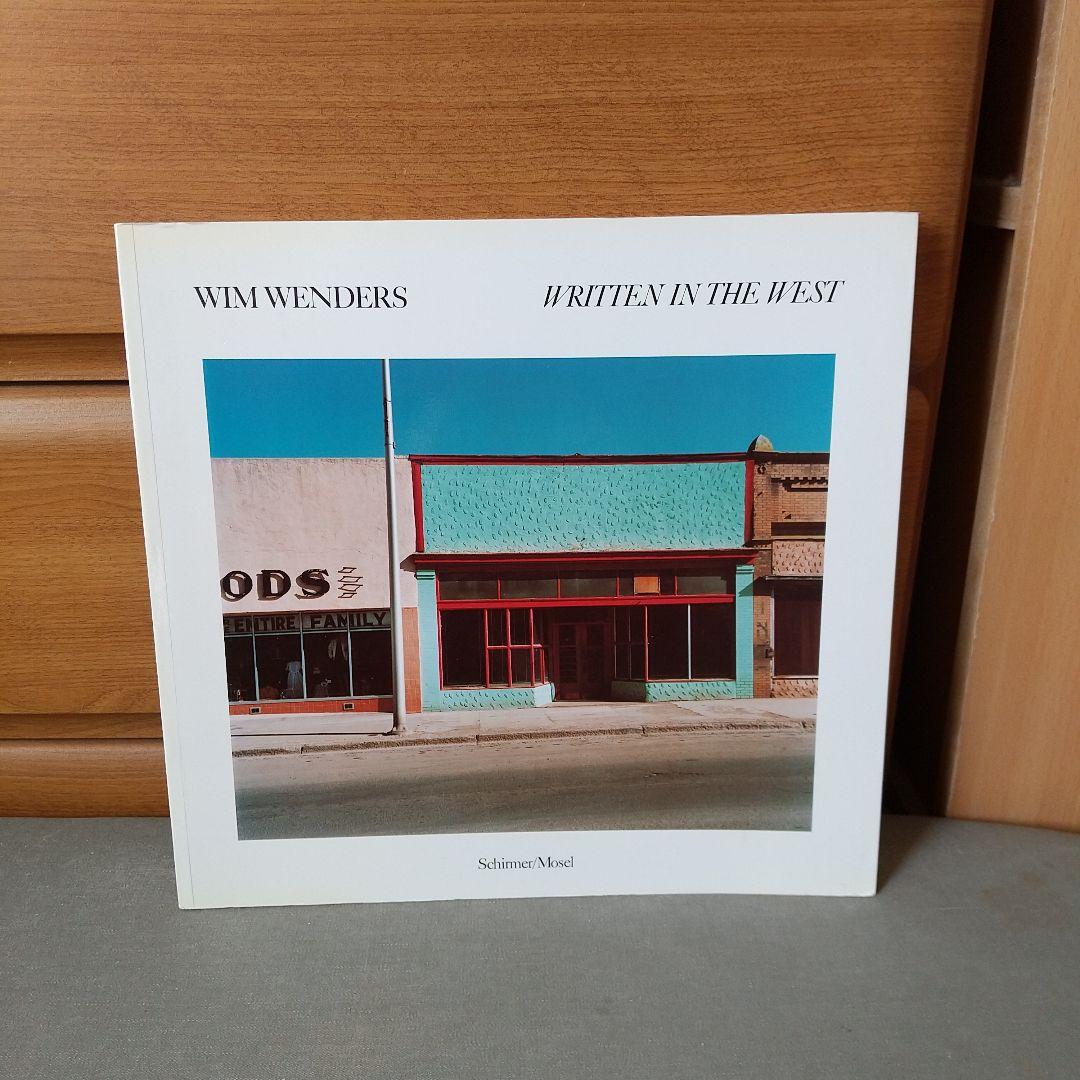 WIM WENDERS
WRITTEN IN THE WEST
ODS
ENTIRE FAMILY
Schirmer/Mosel